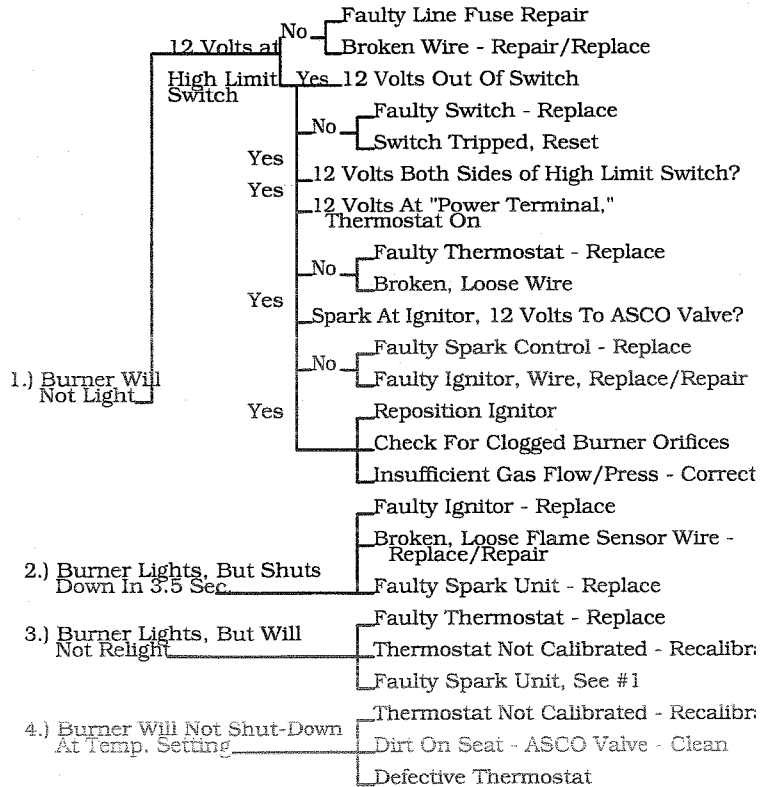 No
Faulty Line Fuse Repair
12 Volts at
Broken Wire - Repair/Replace
High Limit
Switch
Yes
12 Volts Out Of Switch
Faulty Switch - Replace
No
Switch Tripped, Reset
Yes
12 Volts Both Sides of High Limit Switch?
Yes
12 Volts At "Power Terminal,"
Thermostat On
Faulty Thermostat - Replace
No
Broken, Loose Wire
Yes
Spark At Ignitor, 12 Volts To ASCO Valve?
Faulty Spark Control - Replace
No
1.) Burner Will
Not Light
Faulty Ignitor, Wire, Replace/Repair
Yes
Reposition Ignitor
Check For Clogged Burner Orifices
Insufficient Gas Flow/Press - Correct
Faulty Ignitor - Replace
Broken, Loose Flame Sensor Wire -
Replace/Repair
2.) Burner Lights, But Shuts
Down In 3.5 Sec.
Faulty Spark Unit - Replace
Faulty Thermostat - Replace
3.) Burner Lights, But Will
Not Relight
Thermostat Not Calibrated - Recalibra
Faulty Spark Unit, See #1
Thermostat Not Calibrated - Recalibra
4.) Burner Will Not Shut-Down
At Temp. Setting
Dirt On Seat - ASCO Valve - Clean
Defective Thermostat